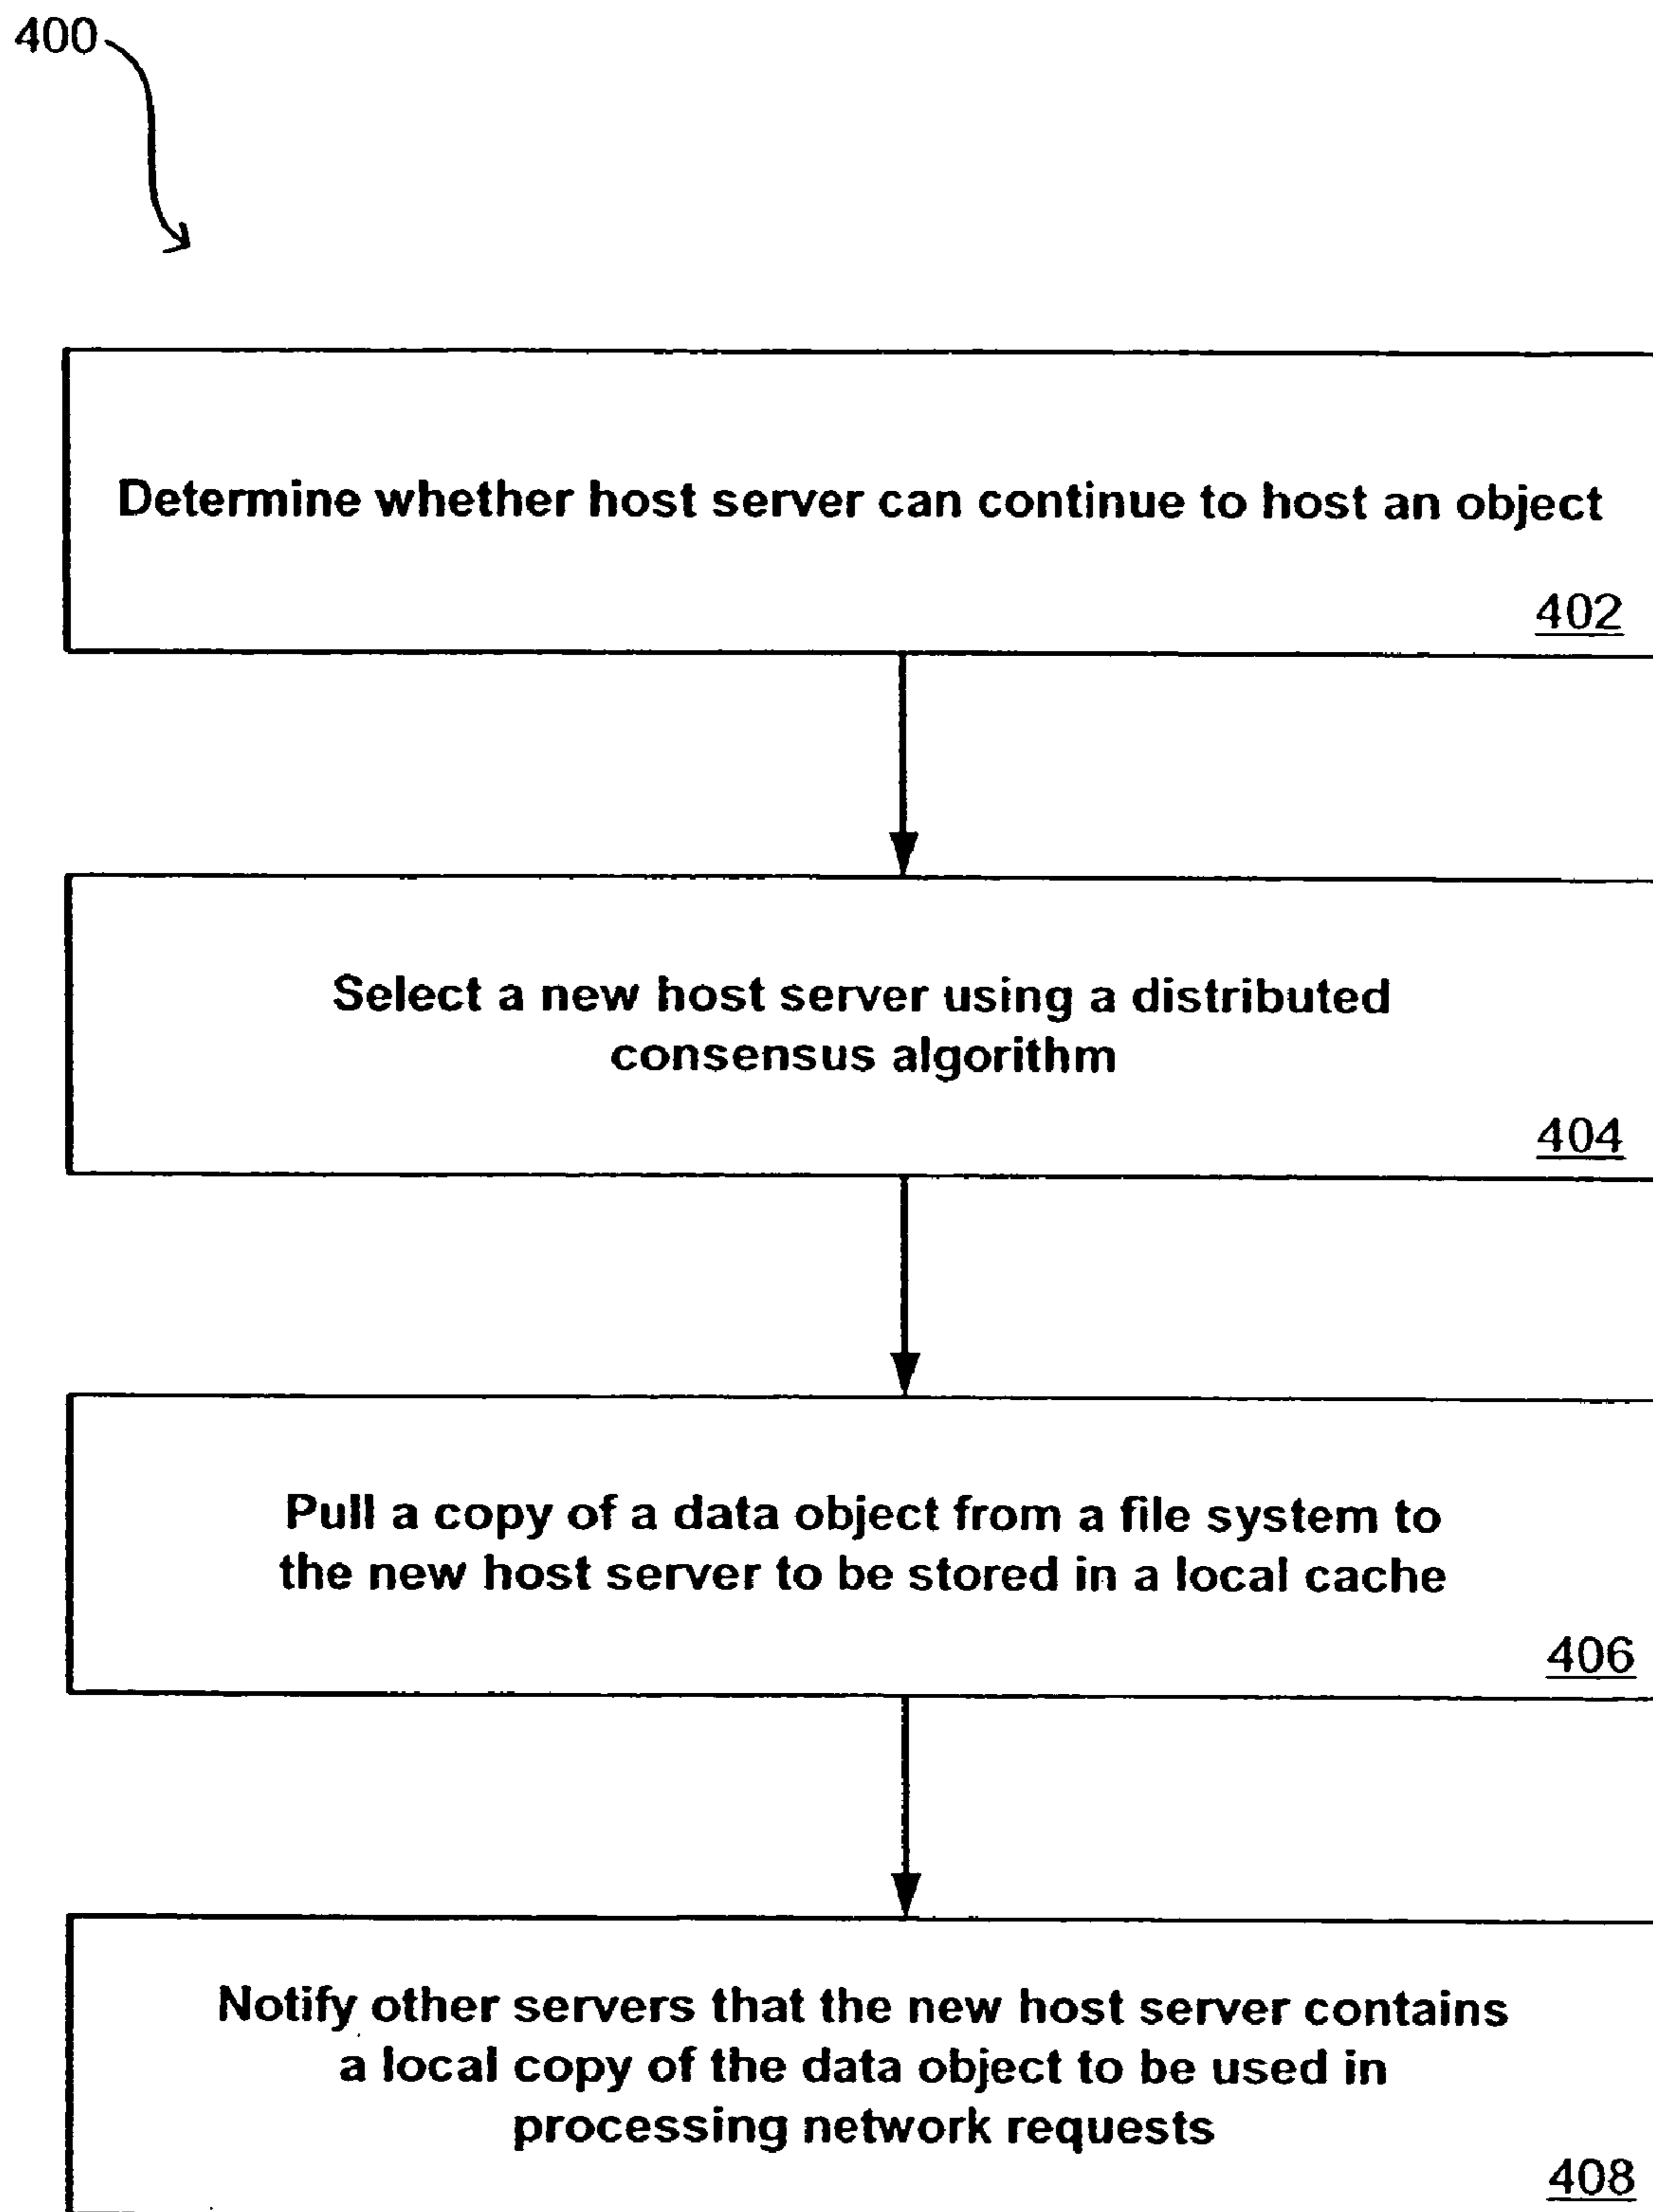 400
Determine whether host server can continue to host an object
402
Select a new host server using a distributed
consensus algorithm
404
Pull a copy of a data object from a file system to
the new host server to be stored in a local cache
406
Notify other servers that the new host server contains
a local copy of the data object to be used in
processing network requests
408